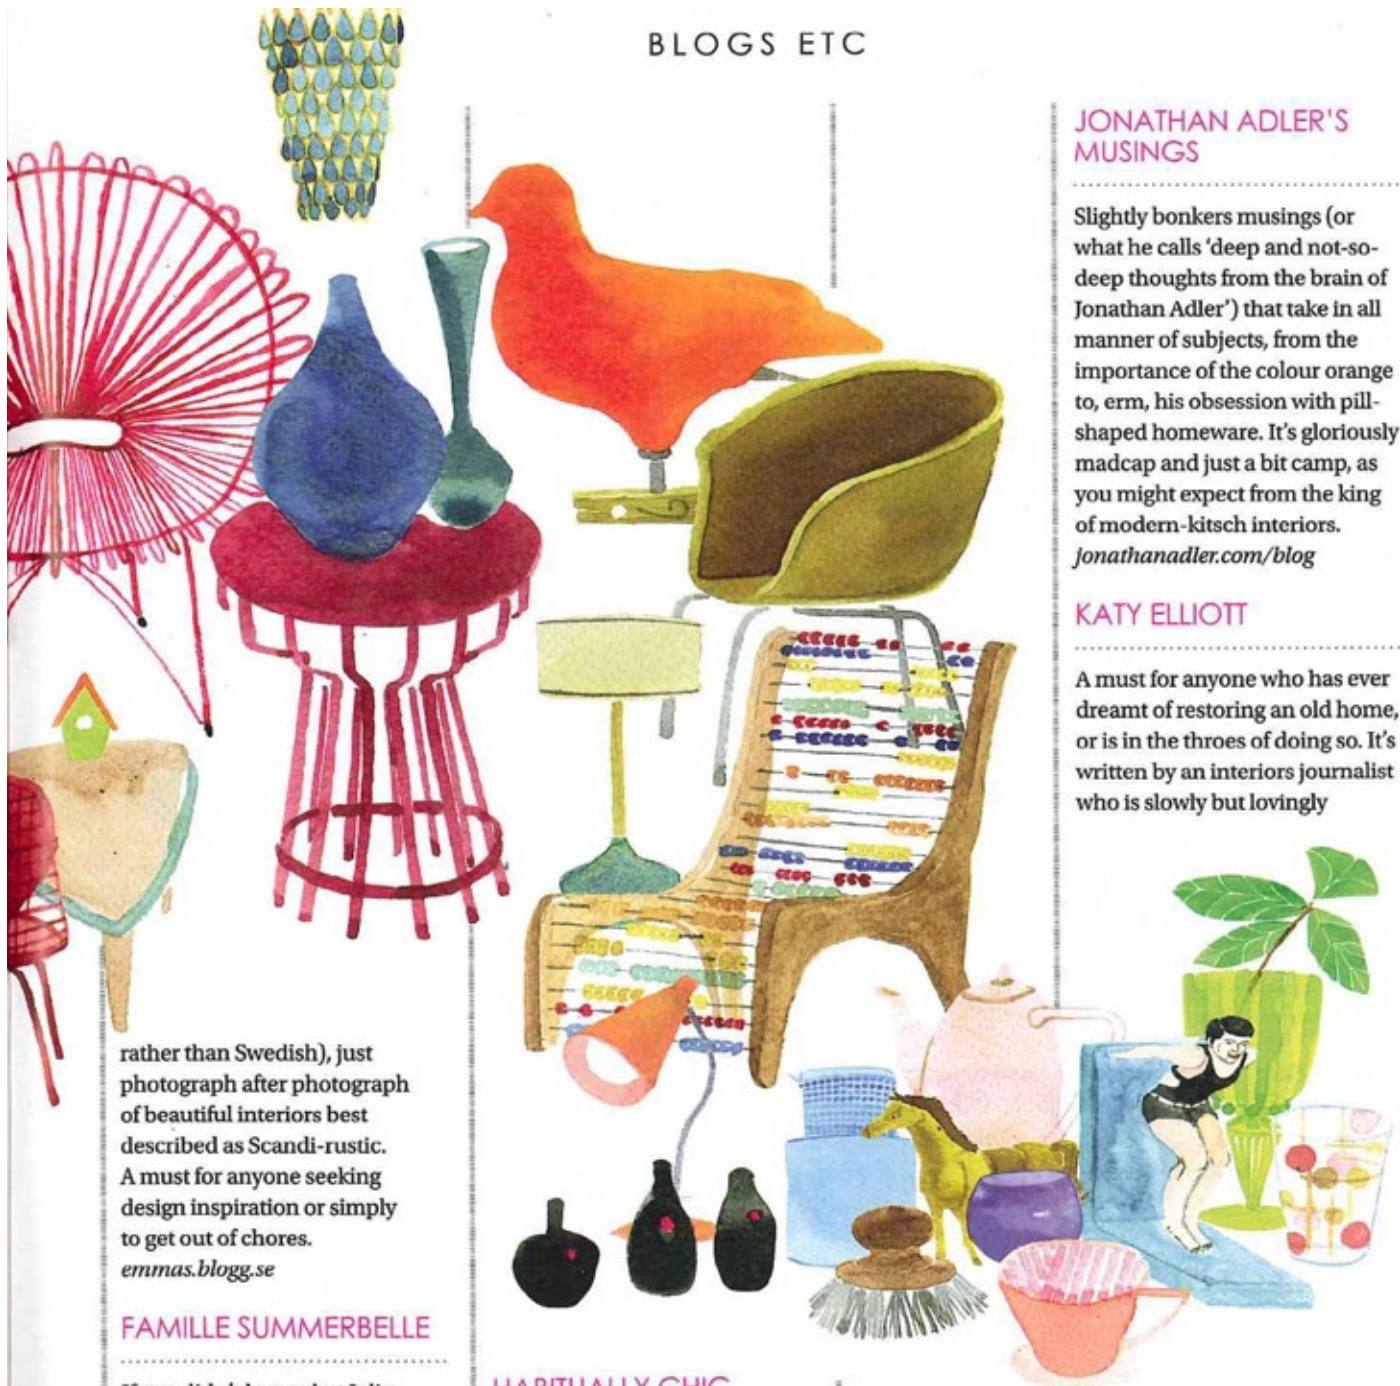 BLOGS ETC
rather than Swedish), just
photograph after photograph
of beautiful interiors best
described as Scandi-rustic.
A must for anyone seeking
design inspiration or simply
to get out of chores.
emmas.blogg.se
FAMILLE SUMMERBELLE
HABITUALLY CHIC
JONATHAN ADLER'S
MUSINGS
Slightly bonkers musings (or
what he calls ‘deep and not-so-
deep thoughts from the brain of
Jonathan Adler’) that take in all
manner of subjects, from the
importance of the colour orange
to, erm, his obsession with pill-
shaped homeware. It’s gloriously
madcap and just a bit camp, as
you might expect from the king
of modern-kitsch interiors.
jonathanadler.com/blog
KATY ELLIOTT
A must for anyone who has ever
dreamt of restoring an old home,
or is in the throes of doing so. It’s
written by an interiors journalist
who is slowly but lovingly